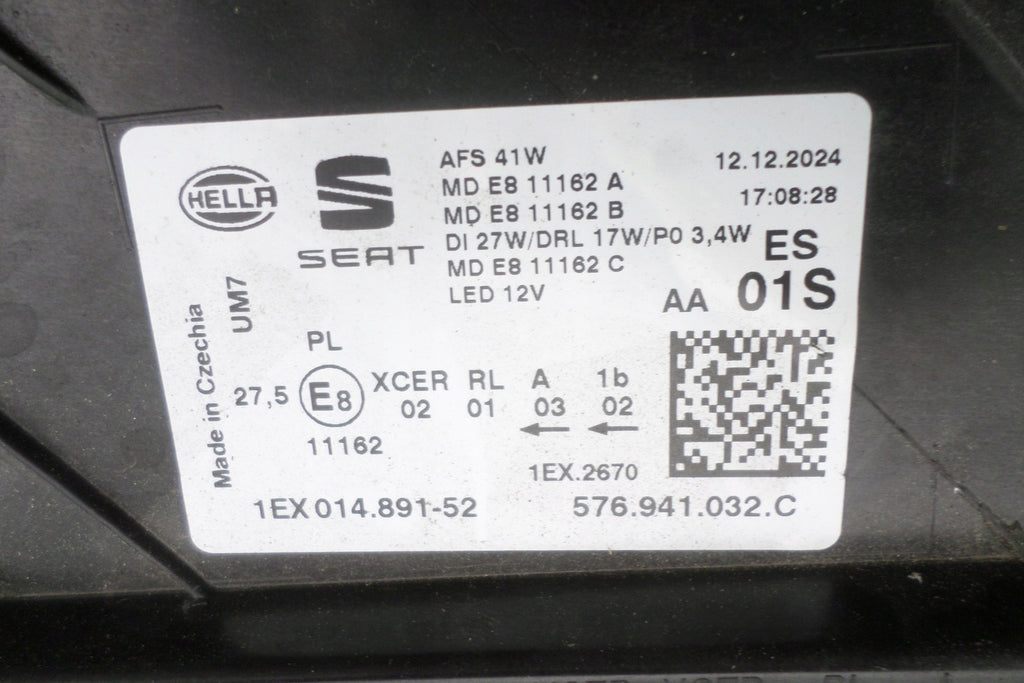 HELLA
SEAT
AFS 41W
MD E8 11162 A
MD E8 11162 B
DI 27W/DRL 17W/P0 3,4W
MD E8 11162 C
LED 12V
12.12.2024
17:08:28
ES
AA 01S
Made in Czechia
UM7
PL
27,5 E8 XCER RL A 1b
02 01 03 02
11162
1EX.2670
1EX 014.891-52
576.941.032.C